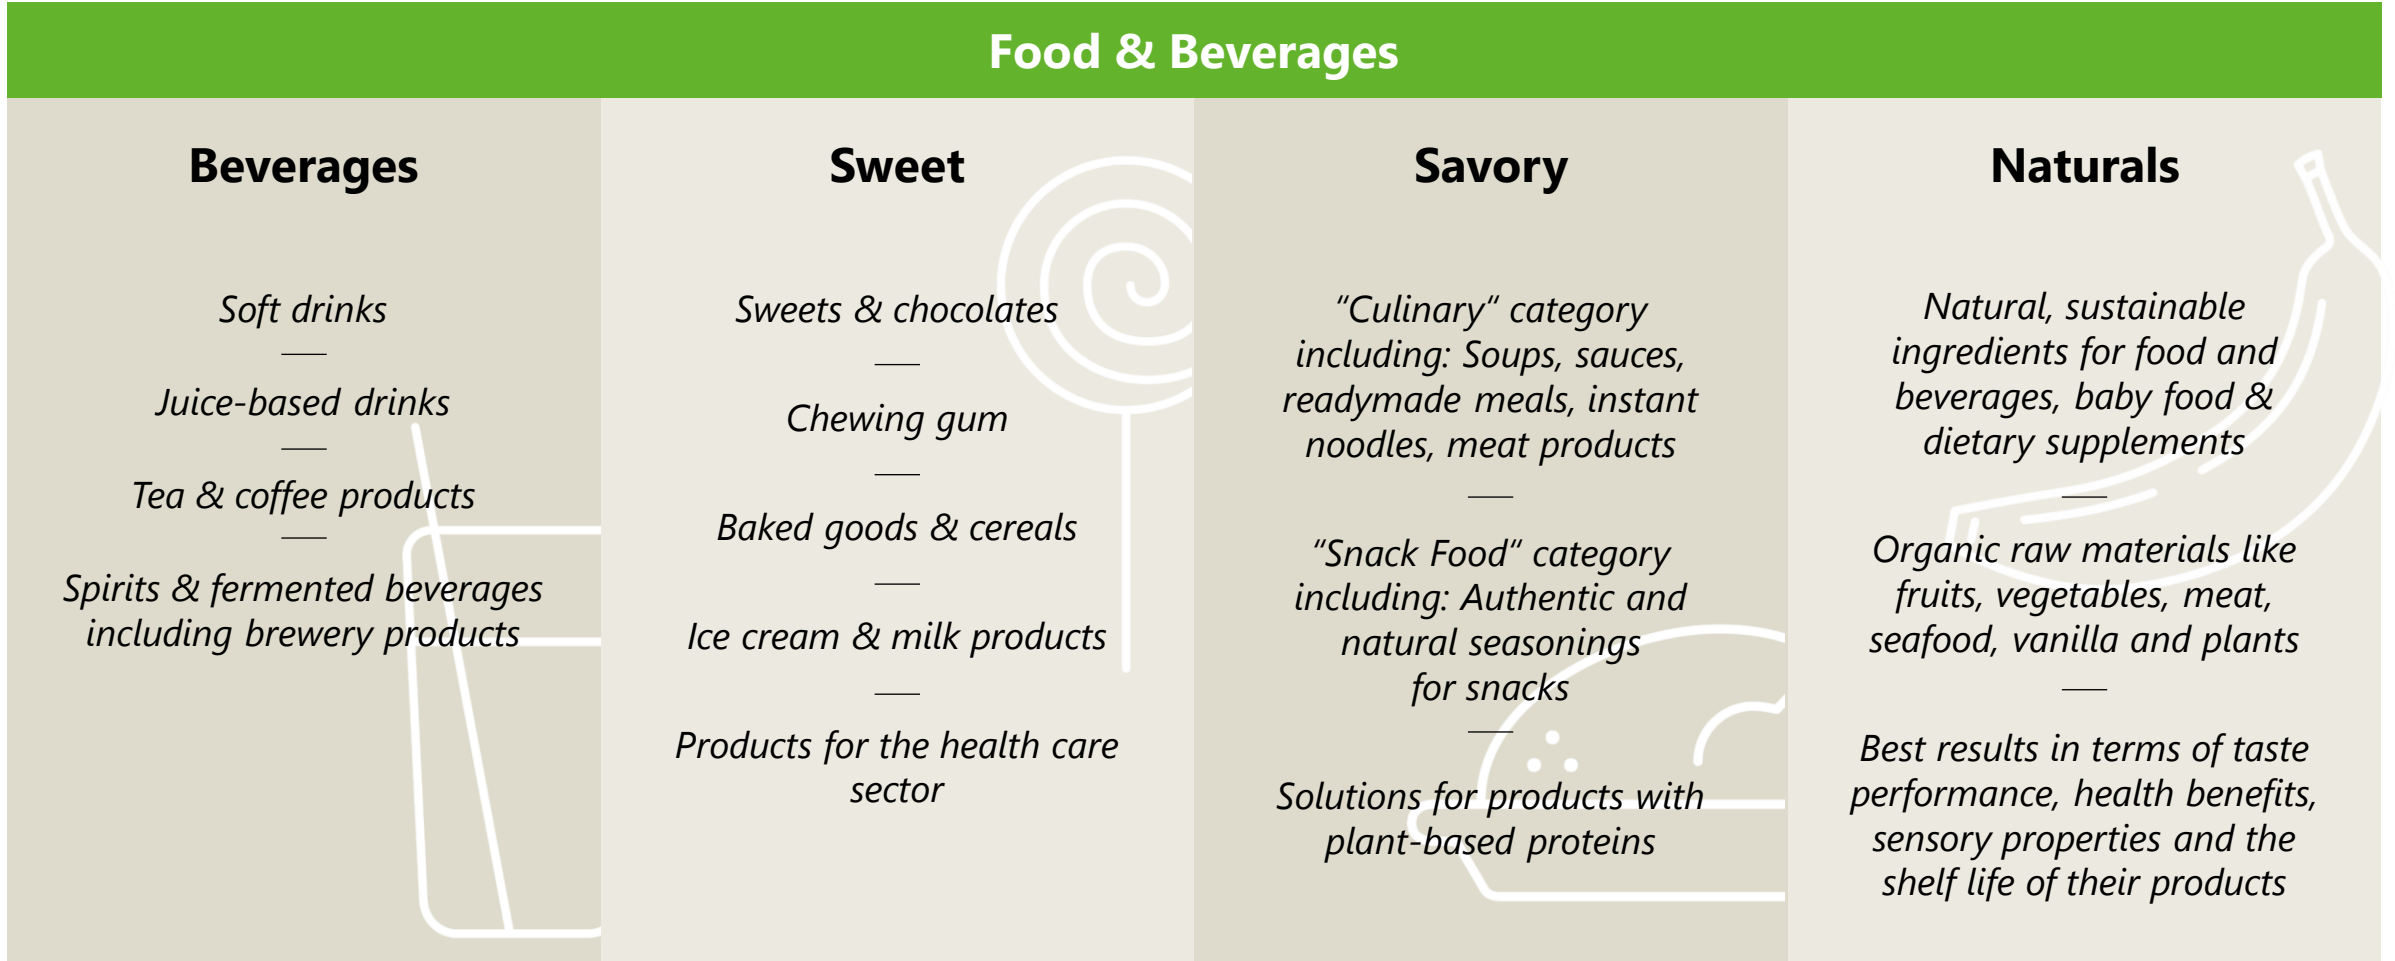 Food & Beverages
Beverages
Soft drinks
Juice-based drinks
Tea & coffee products
Spirits & fermented beverages
including brewery products
Sweet
Sweets & chocolates
Chewing gum
Baked goods & cereals
Ice cream & milk products
Products for the health care
sector
Savory
“Culinary“ category
including: Soups, sauces,
readymade meals, instant
noodles, meat products
“Snack Food“ category
including: Authentic and
natural seasonings
for snacks
Solutions for products with
plant-based proteins
Naturals
Natural, sustainable
ingredients for food and
beverages, baby food &
dietary supplements
Organic raw materials like
fruits, vegetables, meat,
seafood, vanilla and plants
Best results in terms of taste
performance, health benefits,
sensory properties and the
shelf life of their products